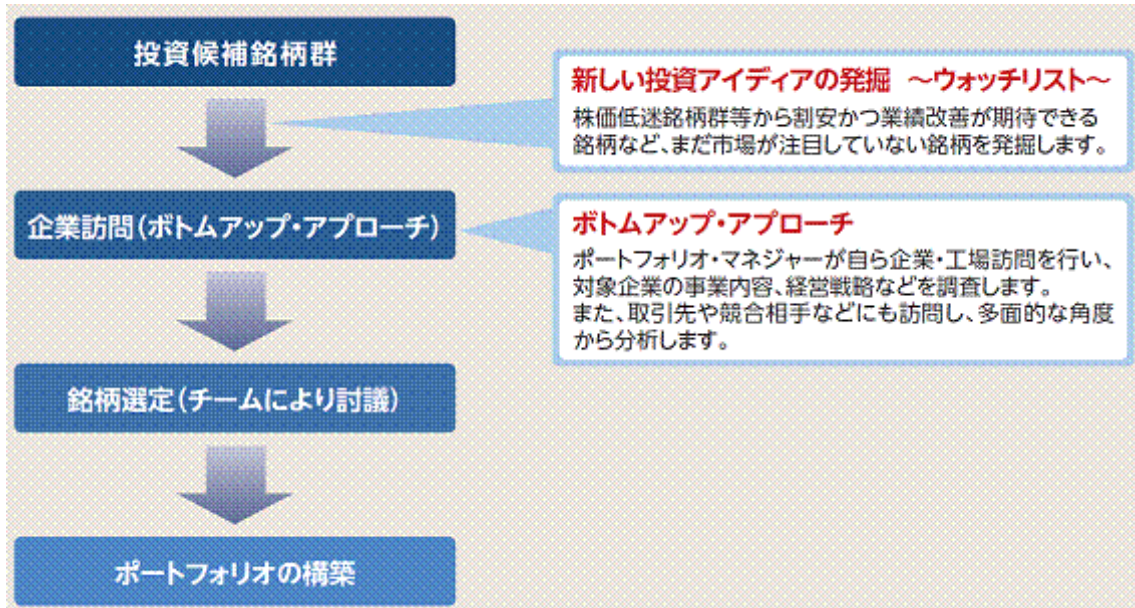 投資候補銘柄群
新しい投資アイディアの発掘 ～ウォッチリスト～
株価低迷銘柄群等から割安かつ業績改善が期待できる
銘柄など、まだ市場が注目していない銘柄を発掘します。
企業訪問(ボトムアップ・アプローチ)
ボトムアップ・アプローチ
ポートフォリオ・マネジャーが自ら企業・工場訪問を行い、
対象企業の事業内容、経営戦略などを調査します。
また、取引先や競合相手などにも訪問し、多面的な角度
から分析します。
銘柄選定(チームにより討議)
ポートフォリオの構築